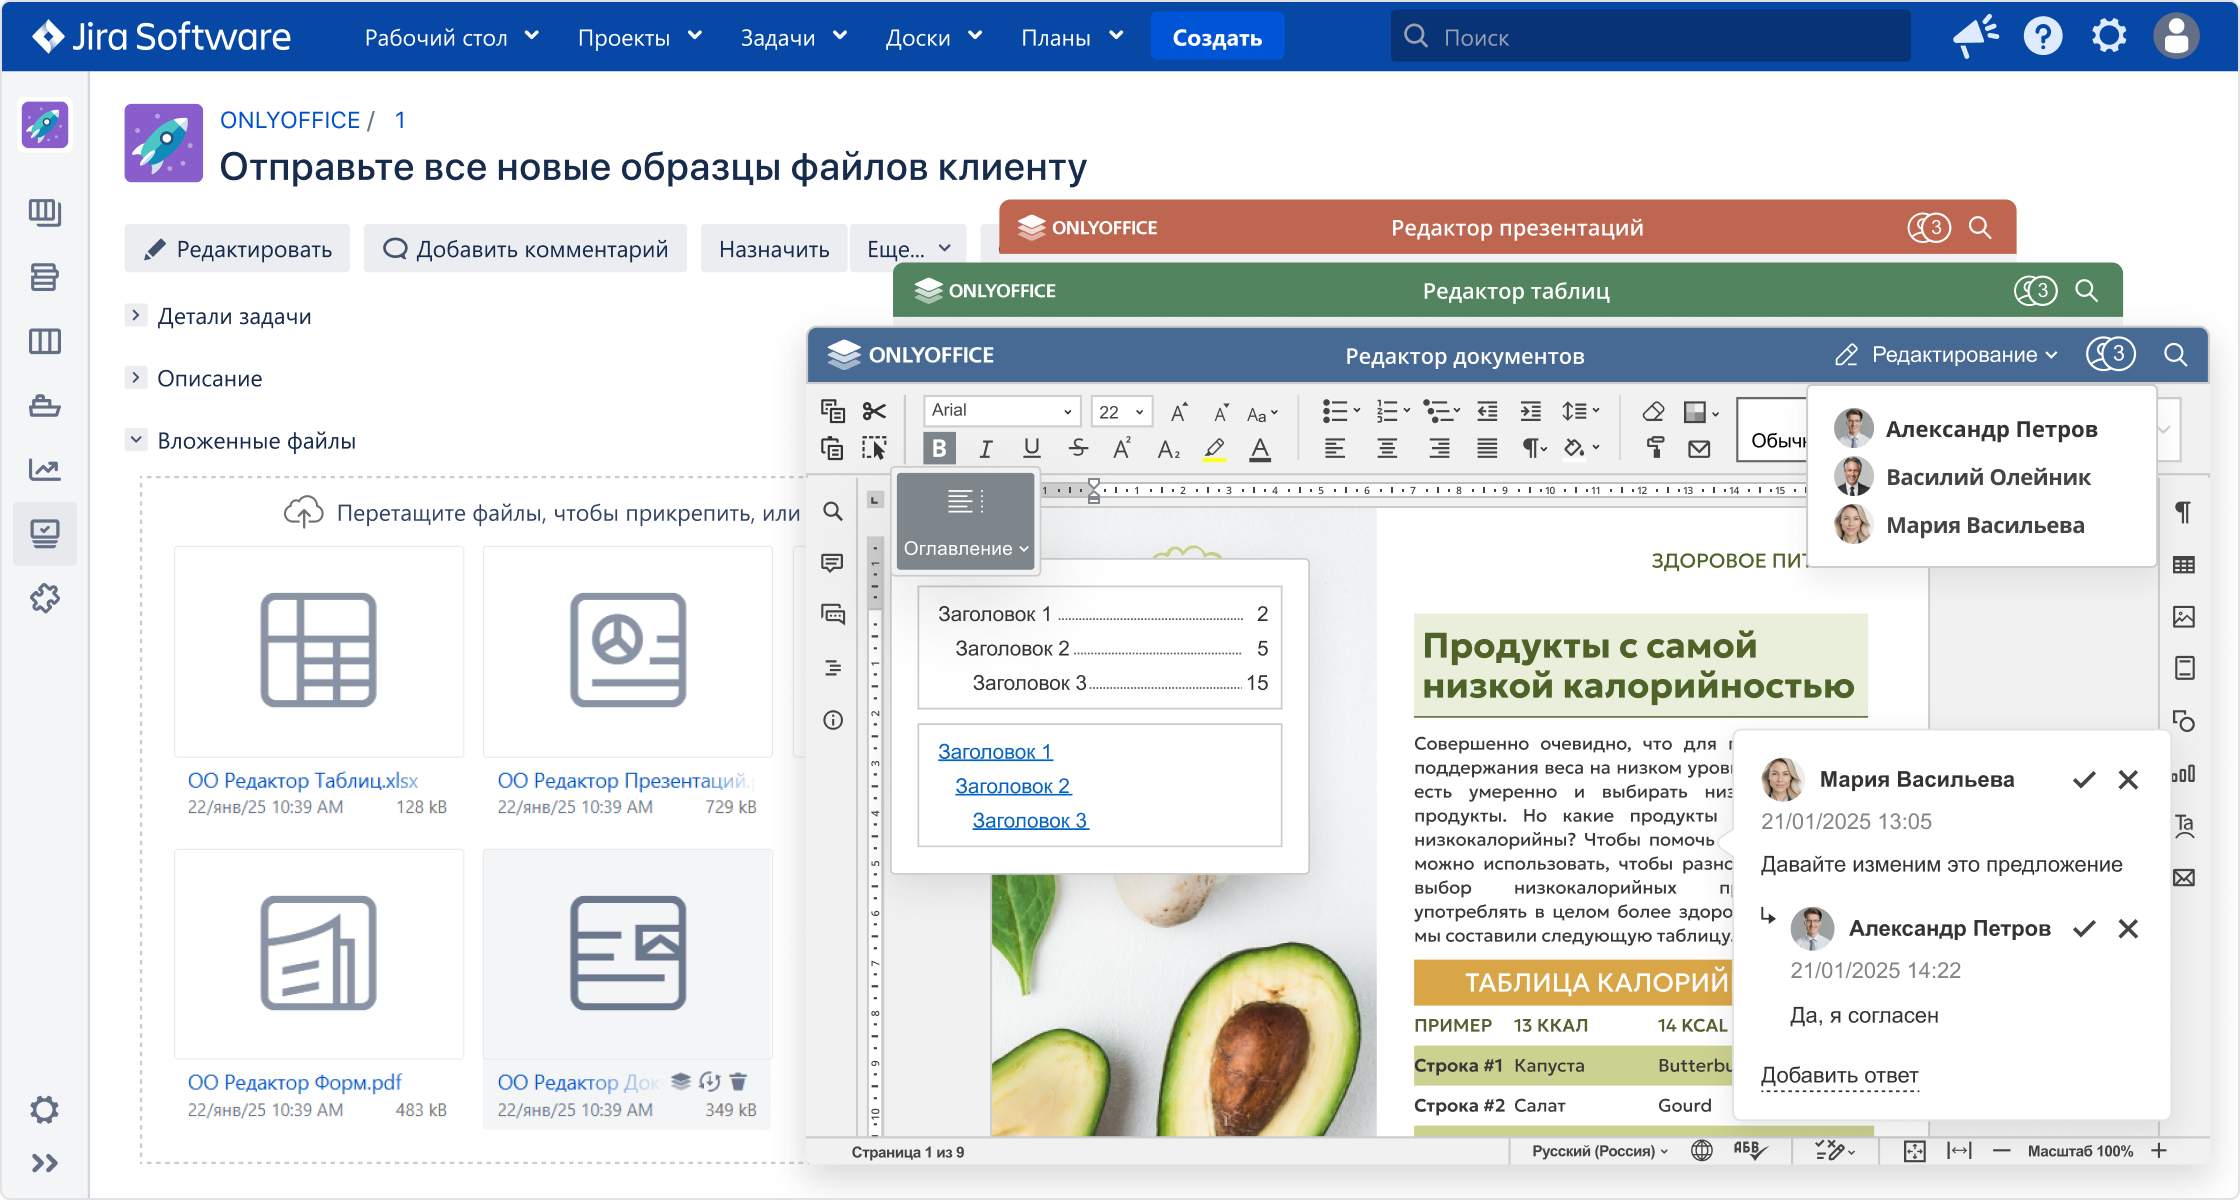 Jira Software
Рабочий стол
Проекты
Задачи
Доски
Планы
Создать
Поиск
ONLYOFFICE / 1
Отправьте все новые образцы файлов клиенту
Редактировать
Добавить комментарий
Назначить
Еще...
Детали задачи
Описание
Вложенные файлы
Перетащите файлы, чтобы прикрепить, или
ОО Редактор Таблиц.xlsx
22/янв/25 10:39 AM 128 kB
ОО Редактор Презентаций.
22/янв/25 10:39 AM 729 kB
ОО Редактор Форм.pdf
22/янв/25 10:39 AM 483 kB
ОО Редактор Док
22/янв/25 10:39 AM 349 kB
ONLYOFFICE
Редактор презентаций
3
ONLYOFFICE
Редактор таблиц
3
ONLYOFFICE
Редактор документов
Редактирование
3
Arial
22
Обычн
Александр Петров
Василий Олейник
Мария Васильева
Оглавление
Заголовок 1 2
Заголовок 2 5
Заголовок 3 15
Заголовок 1
Заголовок 2
Заголовок 3
ЗДОРОВОЕ ПИТ
Продукты с самой
низкой калорийностью
Совершенно очевидно, что для
поддержания веса на низком уров
есть умеренно и выбирать низ
продукты. Но какие продукты
низкокалорийны? Чтобы помочь
можно использовать, чтобы разно
выбор низкокалорийных п
употреблять в целом более здоро
мы составили следующую таблицу.
ТАБЛИЦА КАЛОРИЙ
ПРИМЕР 13 ККАЛ 14 KCAL
Строка #1 Капуста Butterbu
Строка #2 Салат Gourd
Мария Васильева
21/01/2025 13:05
Давайте изменим это предложение
Александр Петров
21/01/2025 14:22
Да, я согласен
Добавить ответ
Страница 1 из 9
Русский (Россия)
Масштаб 100%